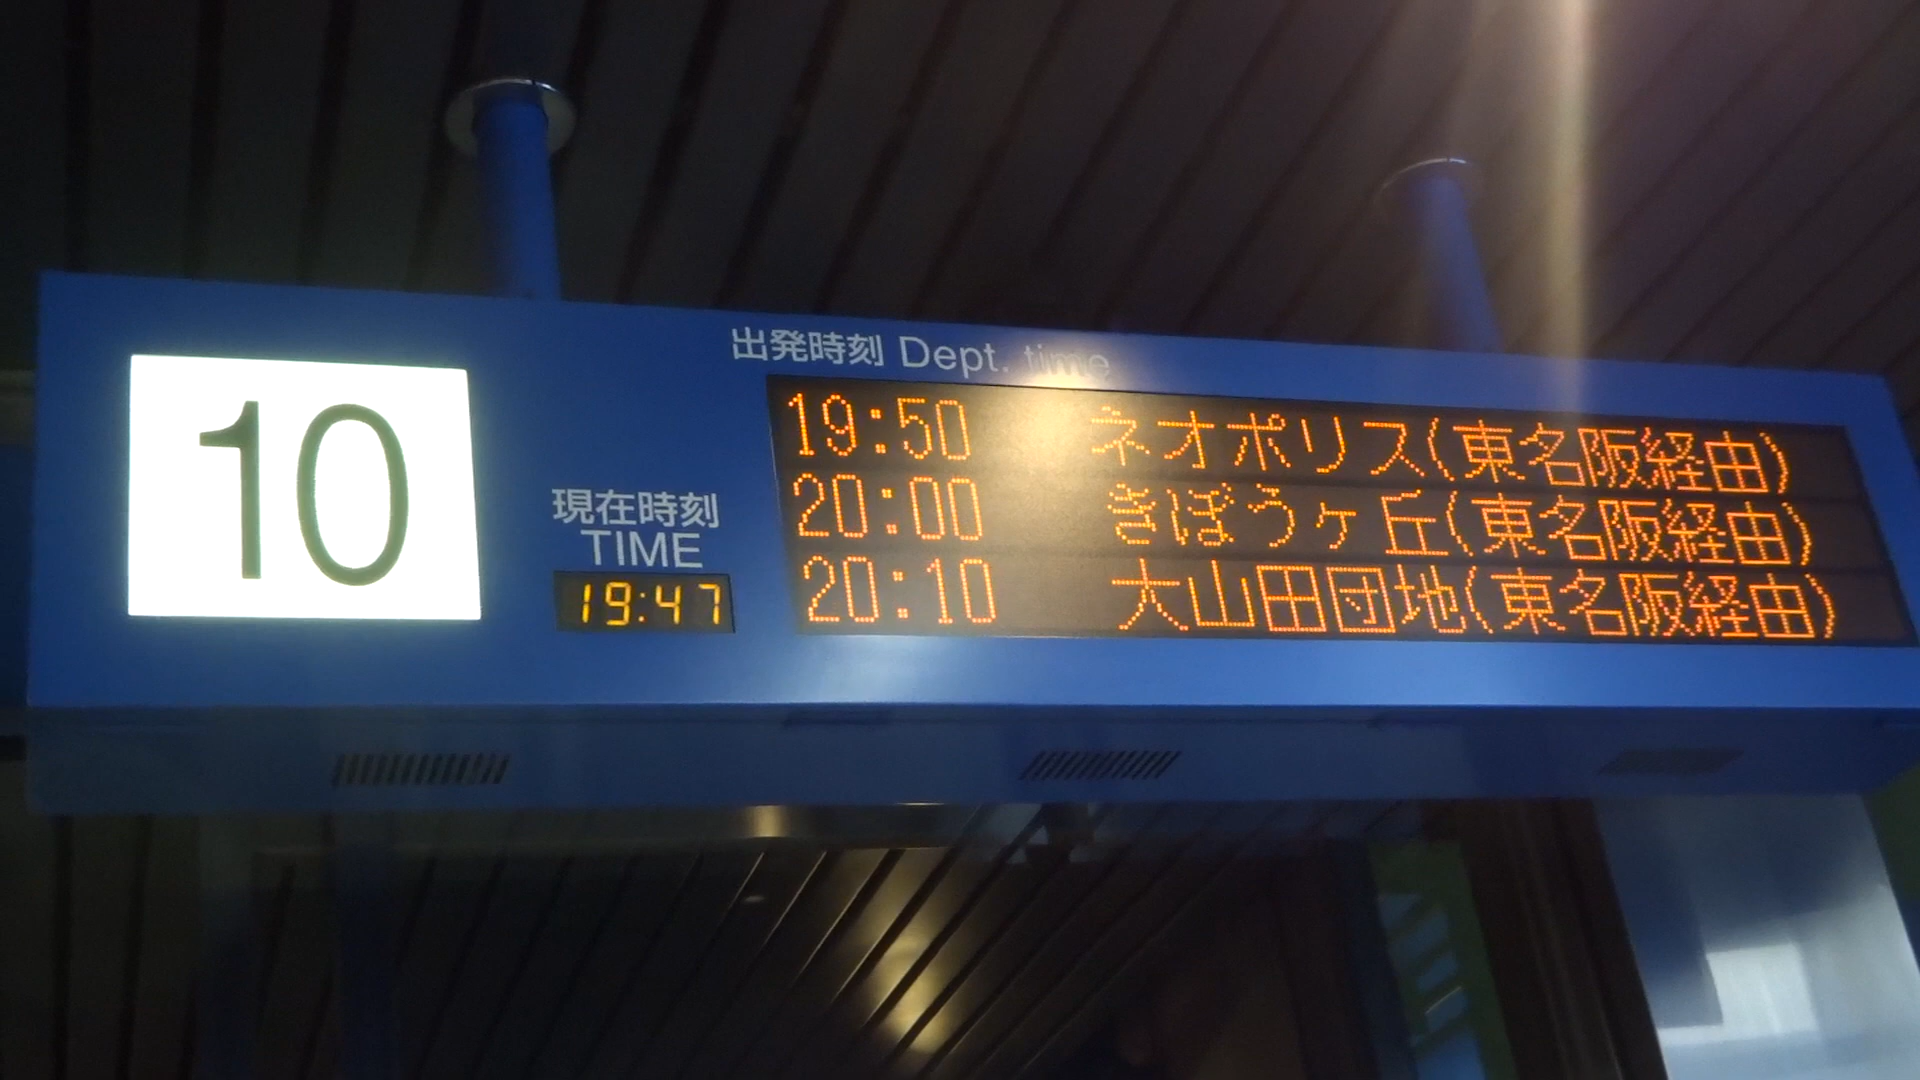 10
出発時刻 Dept. time
現在時刻
TIME
19:47
19:50 ネオポリス(東名阪経由)
20:00 きぼうヶ丘(東名阪経由)
20:10 大山田団地(東名阪経由)